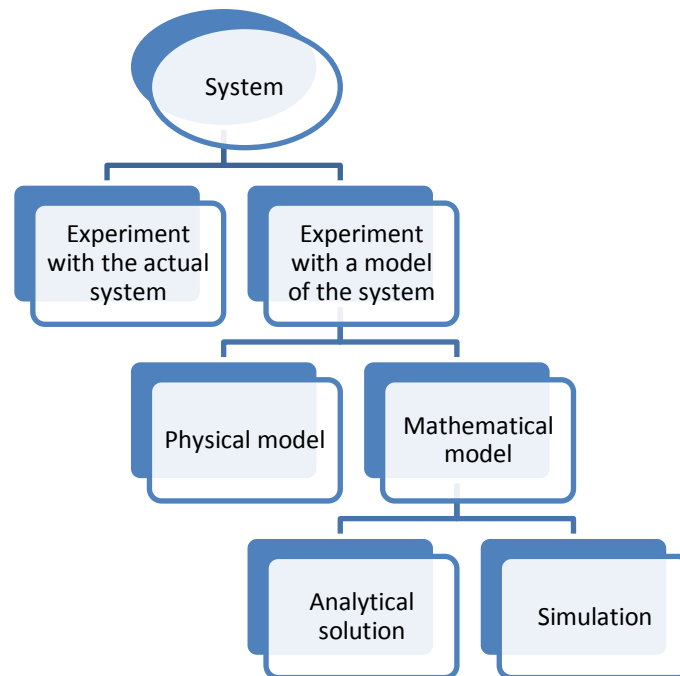 System
Experiment
with the actual
system
Experiment
with a model
of the system
Physical model
Mathematical
model
Analytical
solution
Simulation